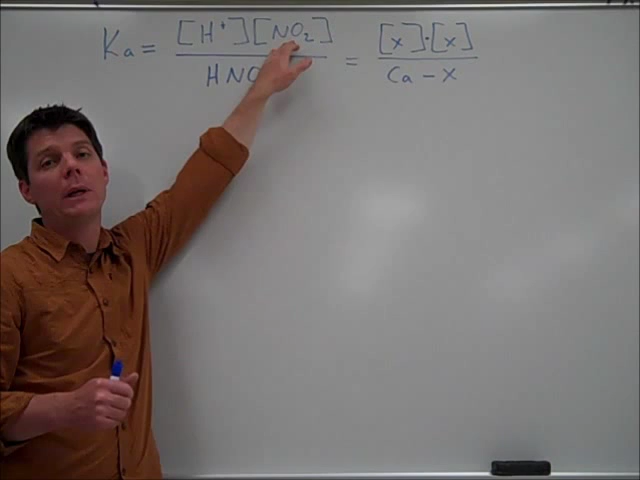 Ka = [H+][NO2] / HNO = [x]·[x] / Ca - x